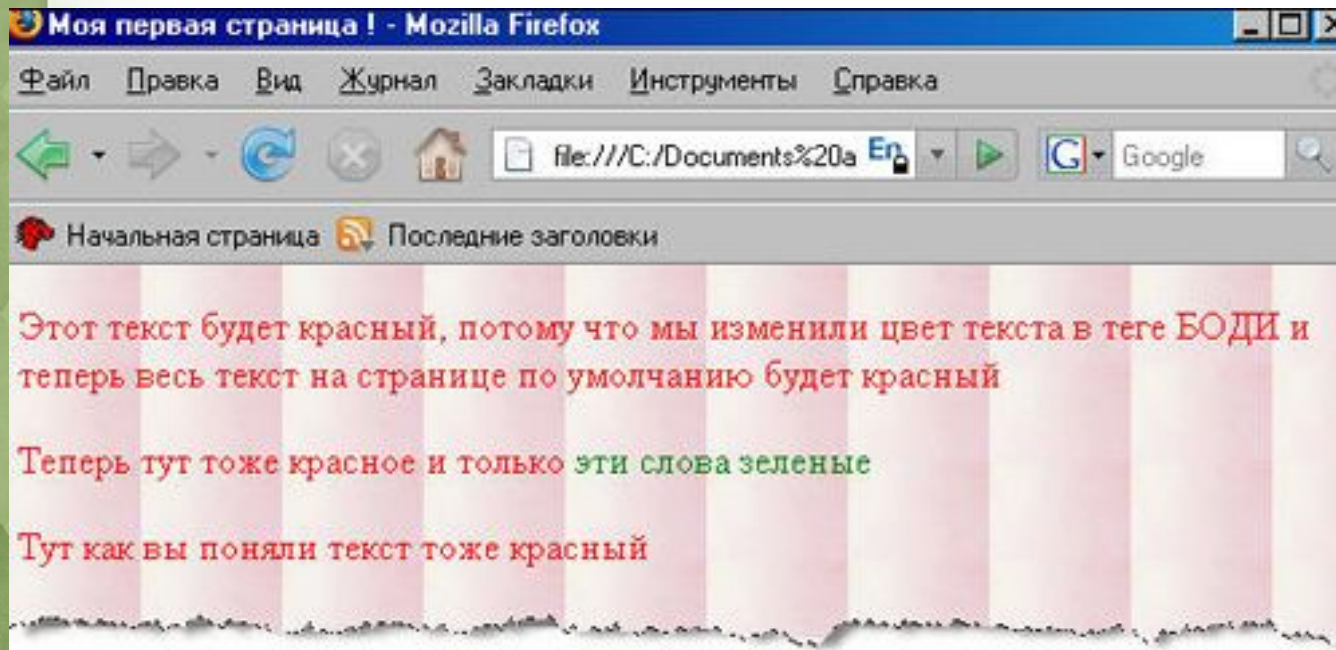 Моя первая страница ! - Mozilla Firefox
Файл Правка Вид Журнал Закладки Инструменты Справка
file:///C:/Documents%20a En G Google
Начальная страница Последние заголовки
Этот текст будет красный, потому что мы изменили цвет текста в теге БОДИ и
теперь весь текст на странице по умолчанию будет красный
Теперь тут тоже красное и только эти слова зеленые
Тут как вы поняли текст тоже красный